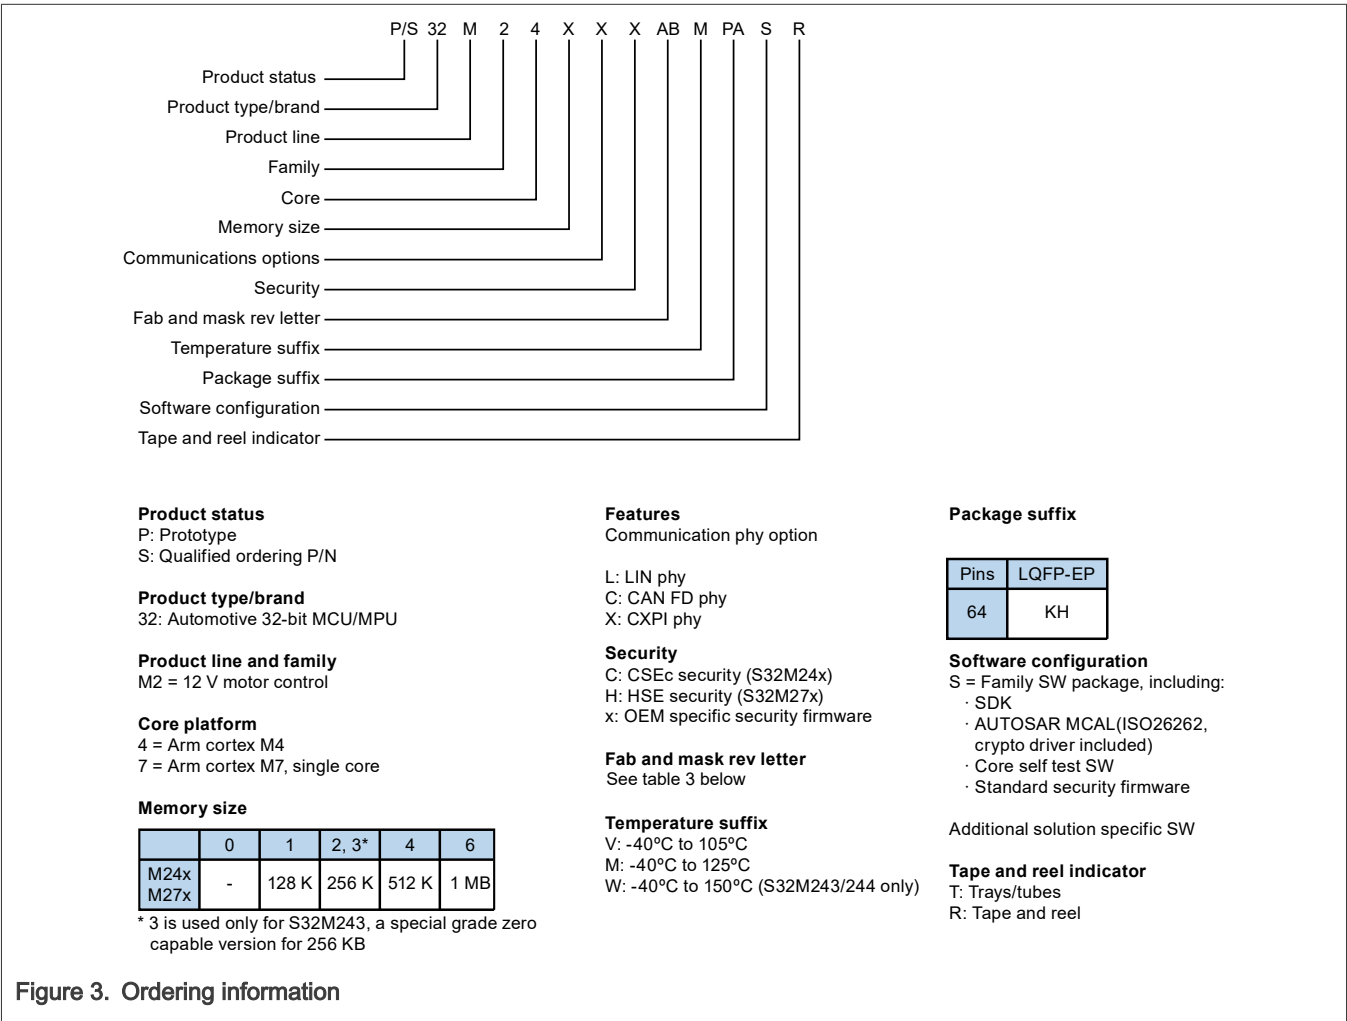 P/S 32 M 2 4 X X X AB M PA S R
Product status
Product type/brand
Product line
Family
Core
Memory size
Communications options
Security
Fab and mask rev letter
Temperature suffix
Package suffix
Software configuration
Tape and reel indicator
Product status
P: Prototype
S: Qualified ordering P/N
Product type/brand
32: Automotive 32-bit MCU/MPU
Product line and family
M2 = 12 V motor control
Core platform
4 = Arm cortex M4
7 = Arm cortex M7, single core
Memory size
0 1 2, 3* 4 6
M24x
M27x
- 128 K 256 K 512 K 1 MB
* 3 is used only for S32M243, a special grade zero
capable version for 256 KB
Features
Communication phy option
L: LIN phy
C: CAN FD phy
X: CXPI phy
Security
C: CSEc security (S32M24x)
H: HSE security (S32M27x)
x: OEM specific security firmware
Fab and mask rev letter
See table 3 below
Temperature suffix
V: -40ºC to 105ºC
M: -40ºC to 125ºC
W: -40ºC to 150ºC (S32M243/244 only)
Package suffix
Pins LQFP-EP
64 KH
Software configuration
S = Family SW package, including:
· SDK
· AUTOSAR MCAL(ISO26262,
crypto driver included)
· Core self test SW
· Standard security firmware
Additional solution specific SW
Tape and reel indicator
T: Trays/tubes
R: Tape and reel
Figure 3. Ordering information